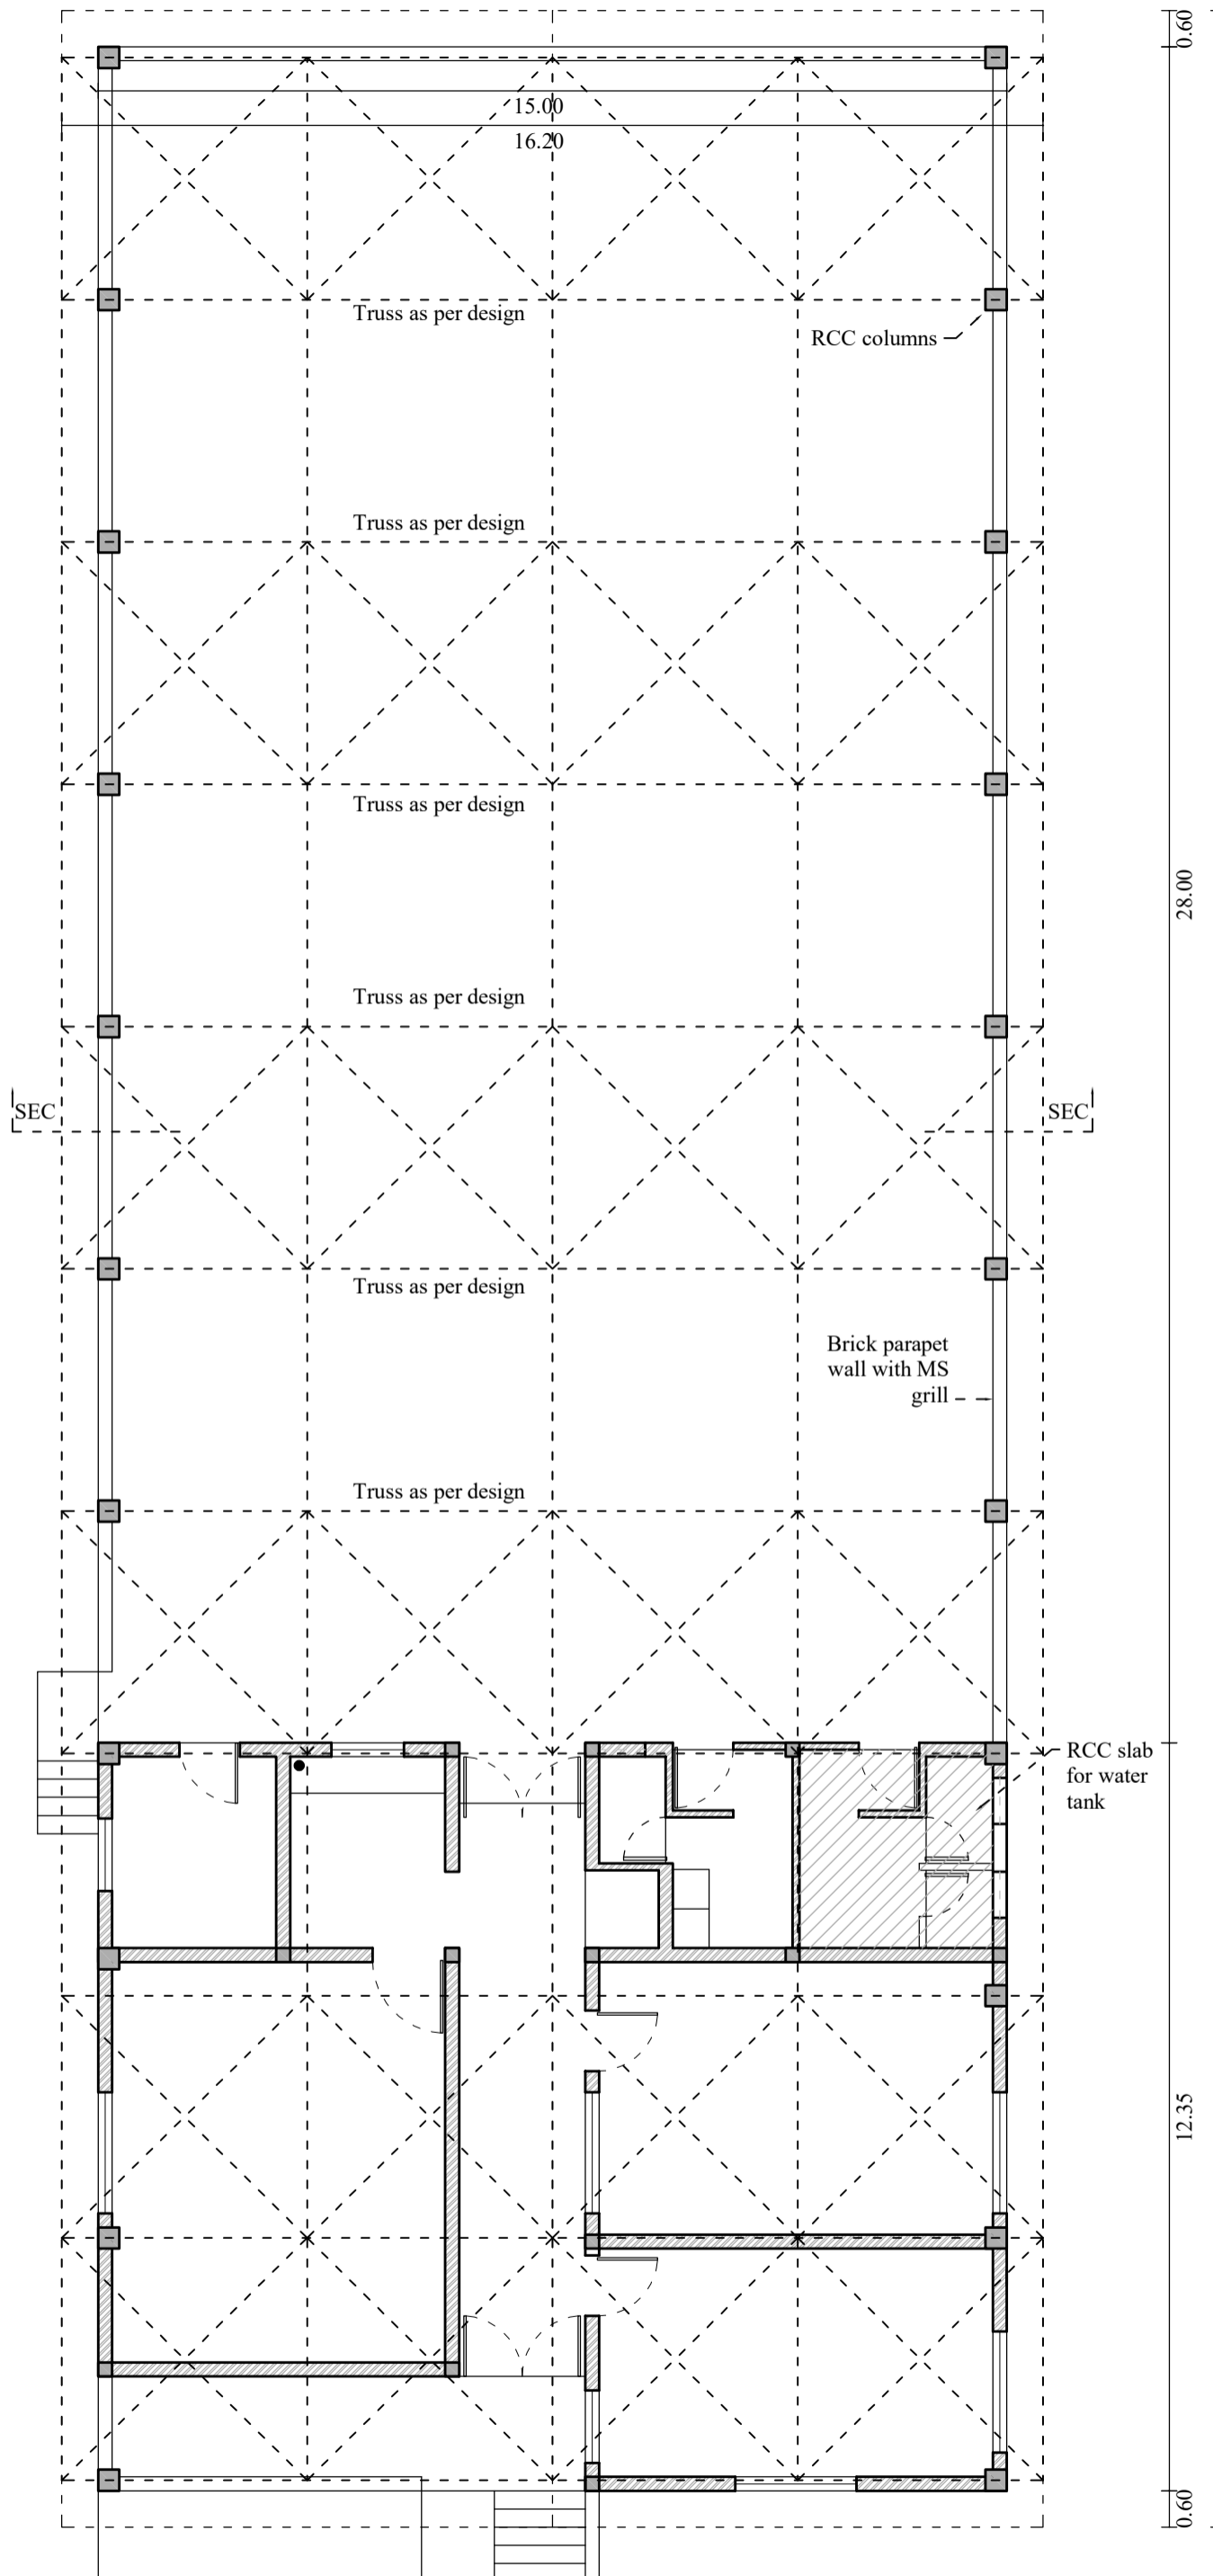 0.60
15.00
16.20
Truss as per design
RCC columns
Truss as per design
Truss as per design
28.00
Truss as per design
SEC
SEC
Truss as per design
Brick parapet
wall with MS
grill
Truss as per design
RCC slab
for water
tank
12.35
0.60